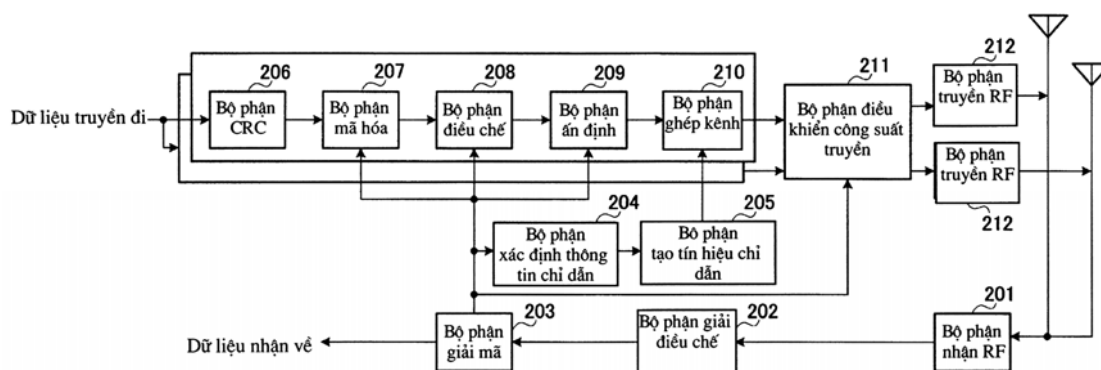 212
206
207
208
209
210
211
Bộ phận
truyền RF
Dữ liệu truyền đi
Bộ phận
CRC
Bộ phận
mã hóa
Bộ phận
điều chế
Bộ phận
ấn định
Bộ phận
ghép kênh
Bộ phận điều
khiển công suất
truyền
Bộ phận
truyền RF
212
204
205
Bộ phận
xác định thông
tin chỉ dẫn
Bộ phận
tạo tín hiệu chỉ
dẫn
203
202
201
Dữ liệu nhận về
Bộ phận
giải mã
Bộ phận giải
điều chế
Bộ phận
nhận RF